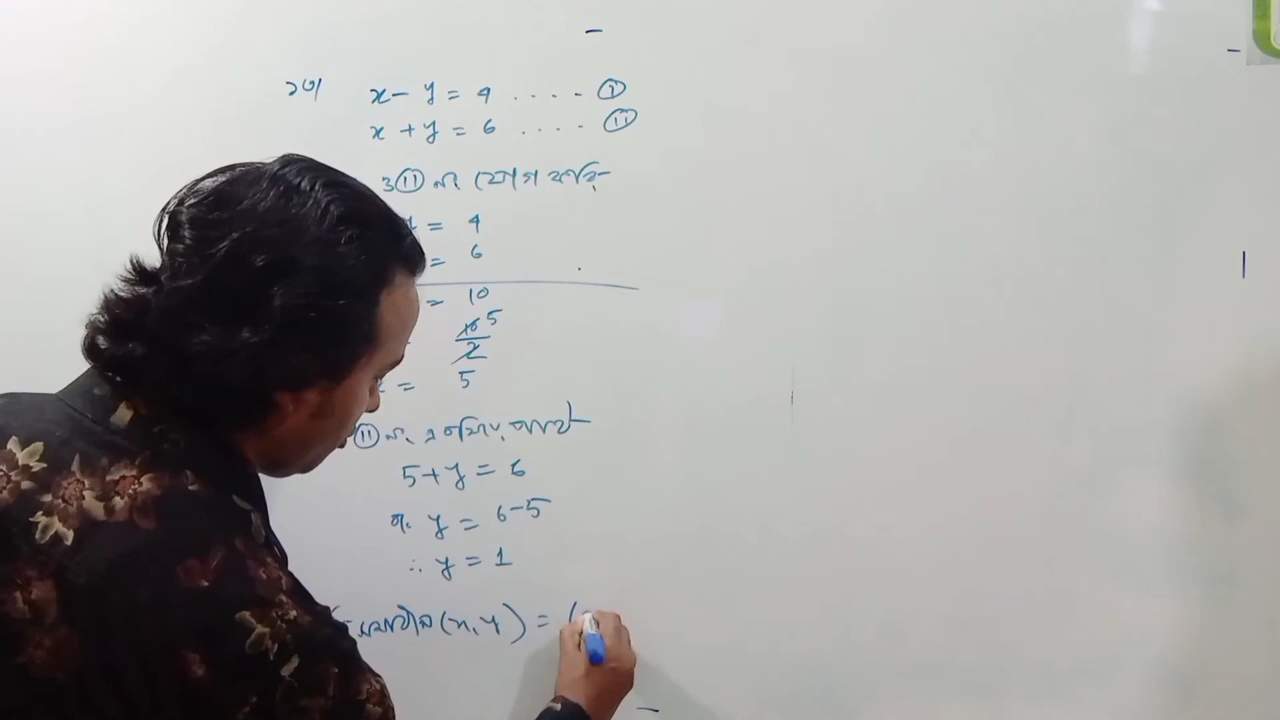 ১৩। x - y = 4 ..... (i)
x + y = 6 ..... (ii)
ও (ii) নং যোগ করি,
= 4
= 6
= 10
10 5
2
= 5
(ii) নং এ বসিয়ে, পাই
5 + y = 6
বা, y = 6 - 5
∴ y = 1
সমাধান (x, y) = (